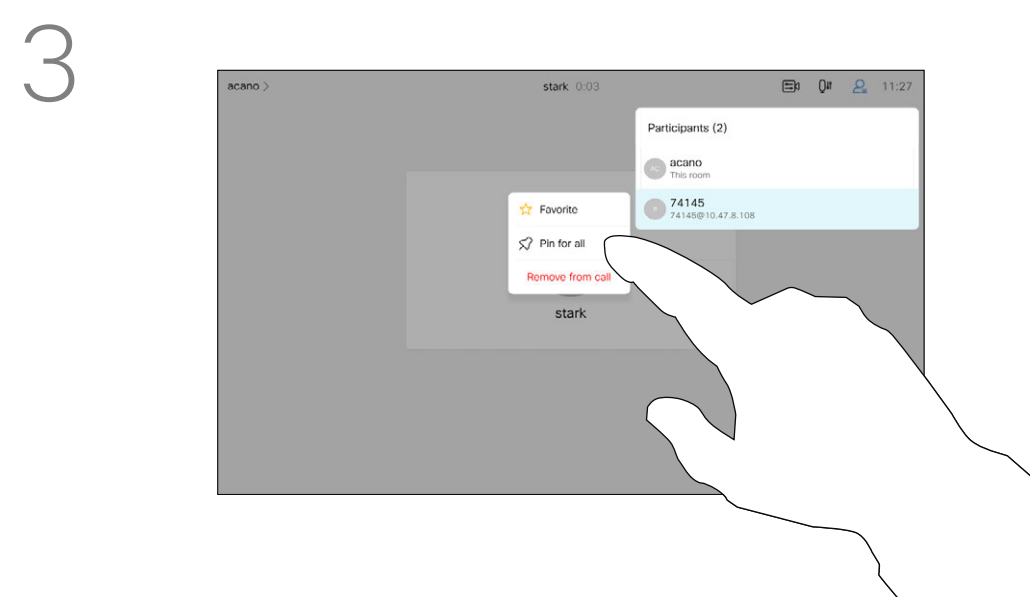 3
acano >
stark 0:03
11:27
Participants (2)
AC
acano
This room
74145
74145@10.47.8.108
Favorite
Pin for all
Remove from call
stark